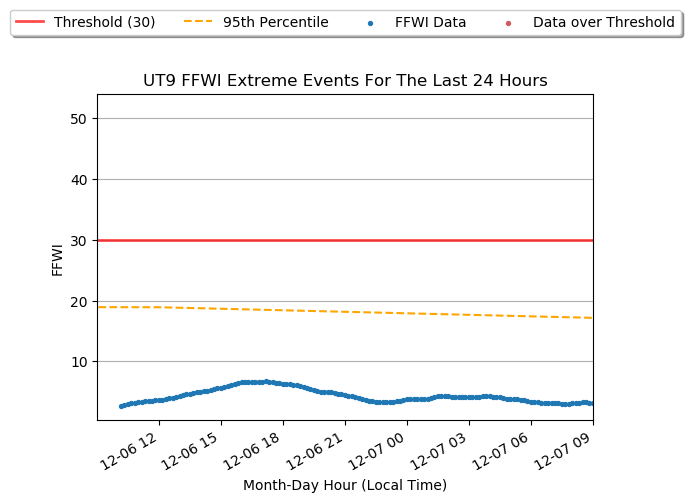 Threshold (30) 95th Percentile FFWI Data Data over Threshold
UT9 FFWI Extreme Events For The Last 24 Hours
50
40
30
20
10
FFWI
12-06 12 12-06 15 12-06 18 12-06 21 12-07 00 12-07 03 12-07 06 12-07 09
Month-Day Hour (Local Time)